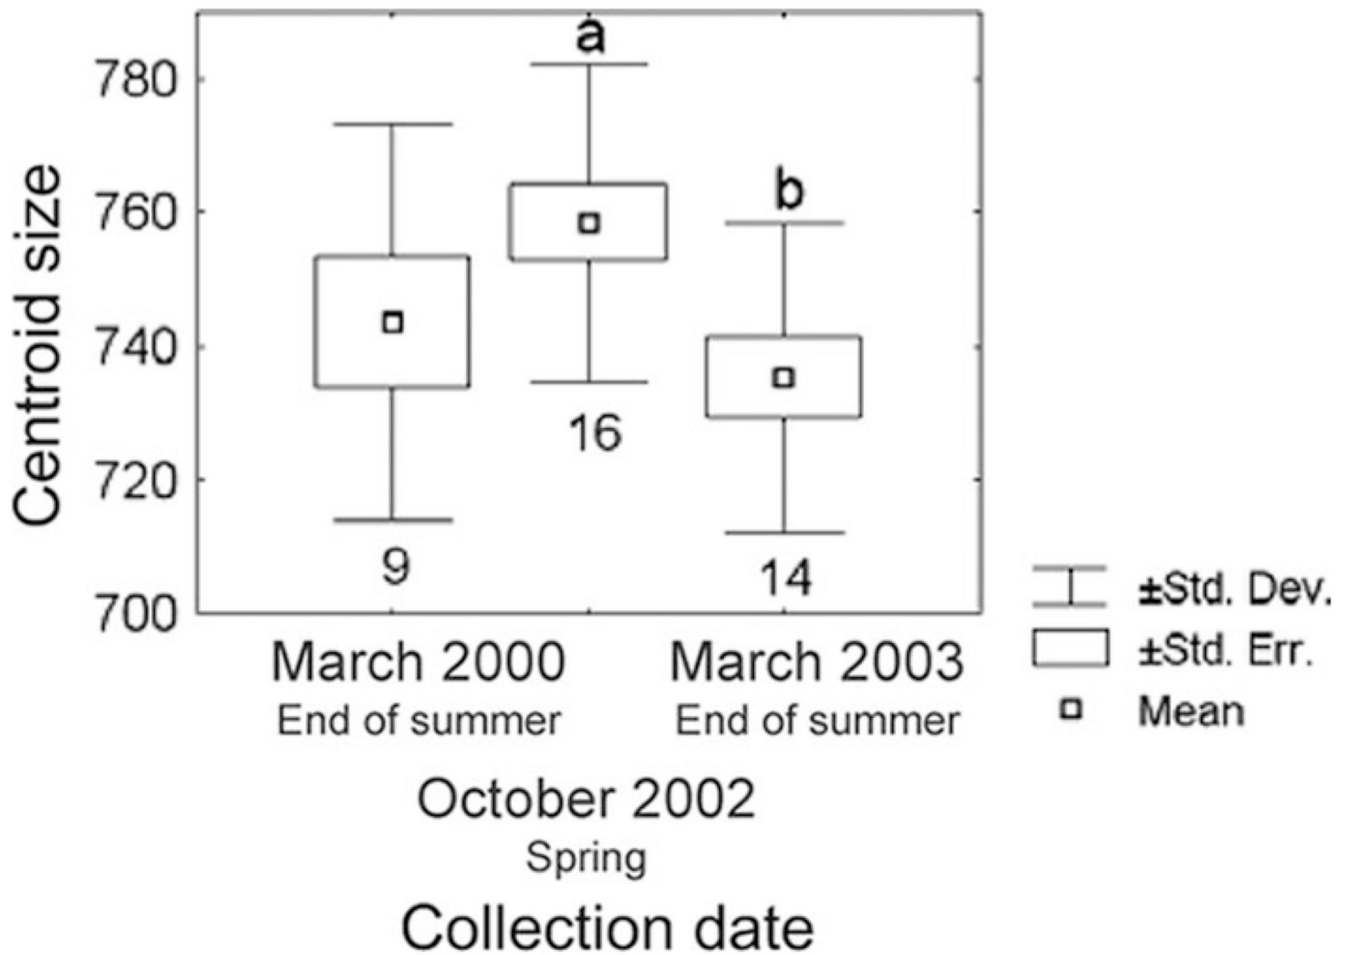 a
780
b
760
740
16
720
9
14
700
Centroid size
March 2000
End of summer
March 2003
End of summer
October 2002
Spring
Collection date
±Std. Dev.
±Std. Err.
Mean